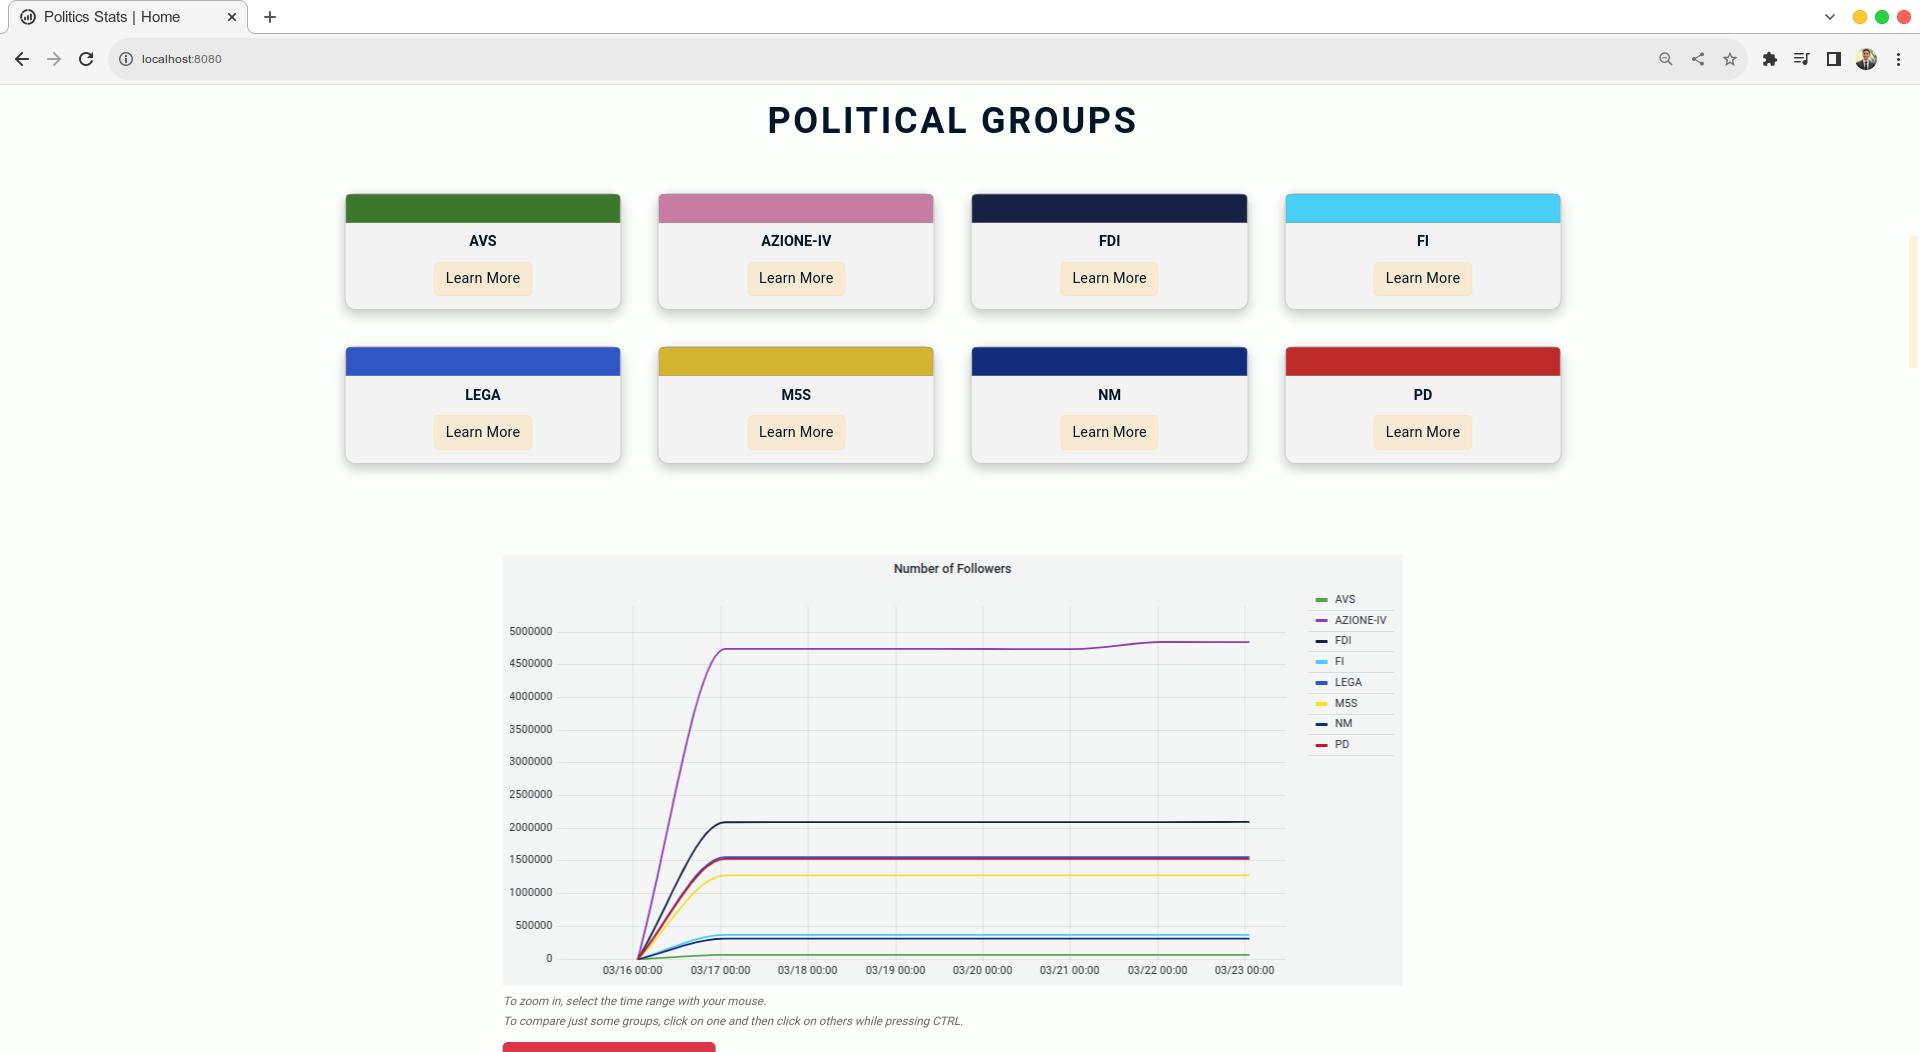 Politics Stats | Home
localhost:8080
POLITICAL GROUPS
AVS
Learn More
AZIONE-IV
Learn More
FDI
Learn More
FI
Learn More
LEGA
Learn More
M5S
Learn More
NM
Learn More
PD
Learn More
Number of Followers
5000000
4500000
4000000
3500000
3000000
2500000
2000000
1500000
1000000
500000
0
03/16 00:00 03/17 00:00 03/18 00:00 03/19 00:00 03/20 00:00 03/21 00:00 03/22 00:00 03/23 00:00
AVS
AZIONE-IV
FDI
FI
LEGA
M5S
NM
PD
To zoom in, select the time range with your mouse.
To compare just some groups, click on one and then click on others while pressing CTRL.